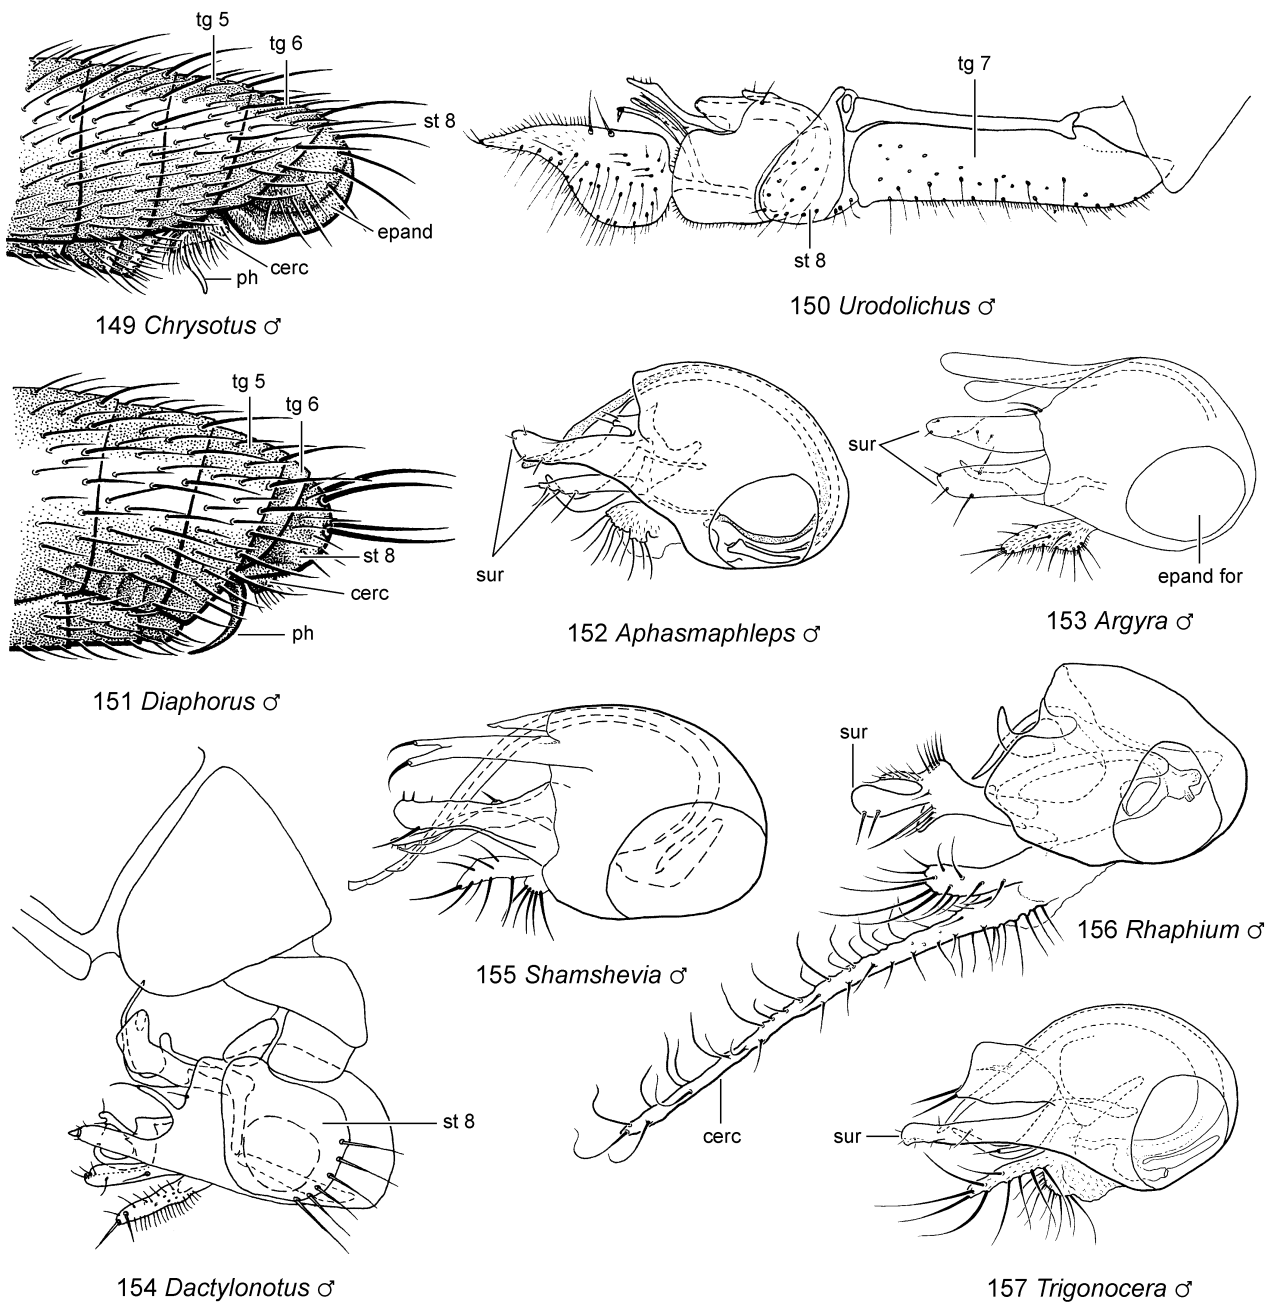 tg 5
tg 6
st 8
epand
cerc
ph
149 Chrysotus ♂
tg 7
st 8
150 Urodolichus ♂
tg 5
tg 6
st 8
cerc
ph
151 Diaphorus ♂
sur
152 Aphasmaphleps ♂
sur
epand for
153 Argyra ♂
st 8
154 Dactylonotus ♂
155 Shamshevia ♂
sur
cerc
156 Rhaphium ♂
sur
157 Trigonocera ♂